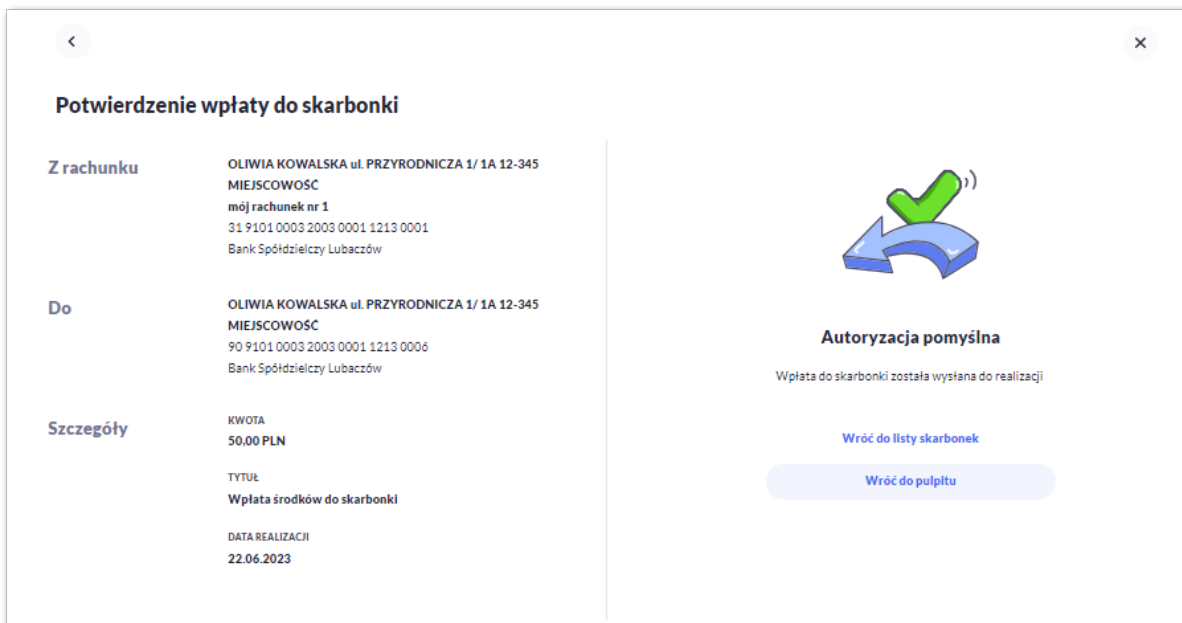 Potwierdzenie wpłaty do skarbonki
Z rachunku
OLIWIA KOWALSKA ul. PRZYRODNICZA 1/ 1A 12-345
MIEJSCOWOŚĆ
mój rachunek nr 1
31 9101 0003 2003 0001 1213 0001
Bank Spółdzielczy Lubaczów
Do
OLIWIA KOWALSKA ul. PRZYRODNICZA 1/ 1A 12-345
MIEJSCOWOŚĆ
90 9101 0003 2003 0001 1213 0006
Bank Spółdzielczy Lubaczów
Szczegóły
KWOTA
50,00 PLN
TYTUŁ
Wpłata środków do skarbonki
DATA REALIZACJI
22.06.2023
Autoryzacja pomyślna
Wpłata do skarbonki została wysłana do realizacji
Wróć do listy skarbonek
Wróć do pulpitu